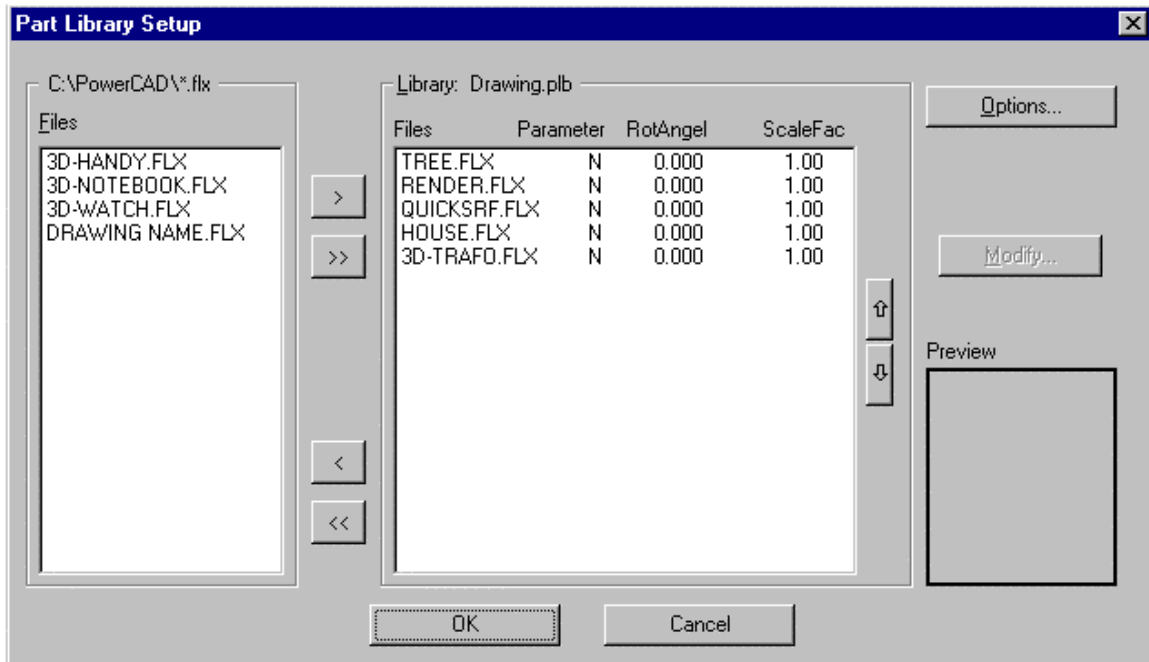 Part Library Setup
C:\PowerCAD\*.flx
Files
3D-HANDY.FLX
3D-NOTEBOOK.FLX
3D-WATCH.FLX
DRAWING NAME.FLX
>
>>
<
<<
Library: Drawing.plb
Files Parameter RotAngel ScaleFac
TREE.FLX N 0.000 1.00
RENDER.FLX N 0.000 1.00
QUICKSRF.FLX N 0.000 1.00
HOUSE.FLX N 0.000 1.00
3D-TRAFO.FLX N 0.000 1.00
Options...
Modify...
Preview
OK Cancel